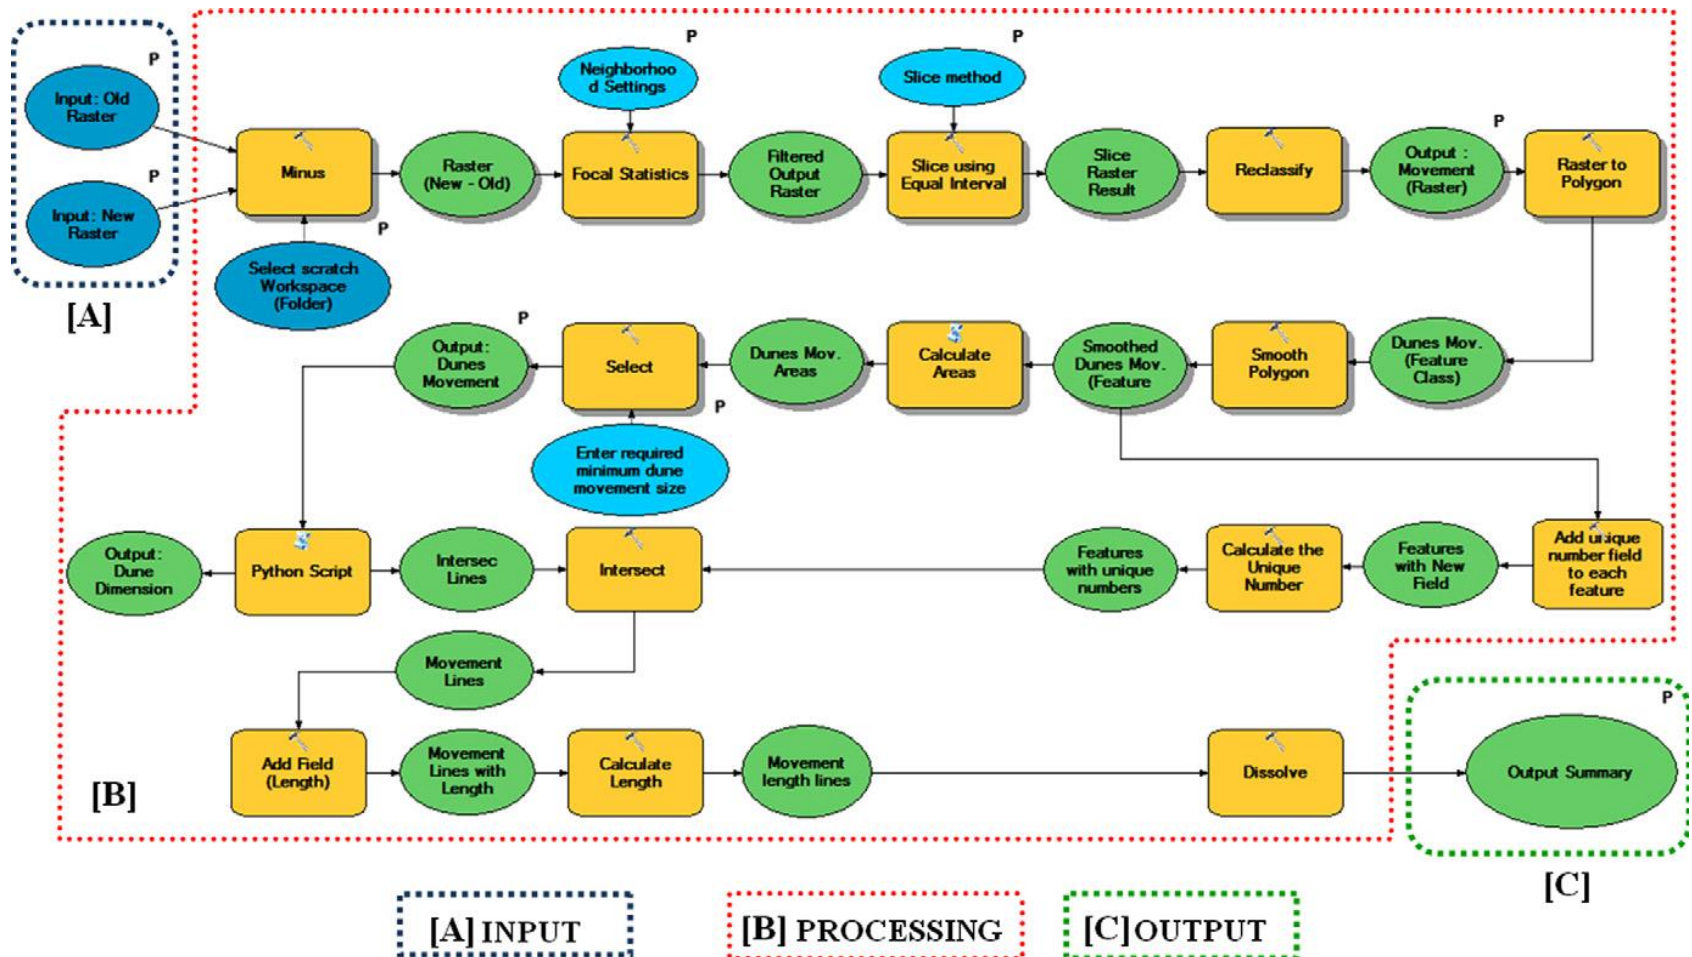 P
Input: Old
Raster
P
Input: New
Raster
[A]
Minus
P
Select scratch
Workspace
(Folder)
Raster
(New - Old)
P
Neighborhoo
d Settings
Focal Statistics
Filtered
Output
Raster
P
Slice method
Slice using
Equal Interval
Slice
Raster
Result
Reclassify
P
Output :
Movement
(Raster)
Raster to
Polygon
Dunes Mov.
(Feature
Class)
Smooth
Polygon
Smoothed
Dunes Mov.
(Feature
Calculate
Areas
Dunes Mov.
Areas
Select
P
Enter required
minimum dune
movement size
P
Output:
Dunes
Movement
Add unique
number field
to each
feature
Features
with New
Field
Calculate the
Unique
Number
Features
with unique
numbers
Intersect
Intersec
Lines
Python Script
Output:
Dune
Dimension
Movement
Lines
Add Field
(Length)
Movement
Lines with
Length
Calculate
Length
Movement
length lines
Dissolve
P
Output Summary
[B]
[C]
[A] INPUT
[B] PROCESSING
[C] OUTPUT